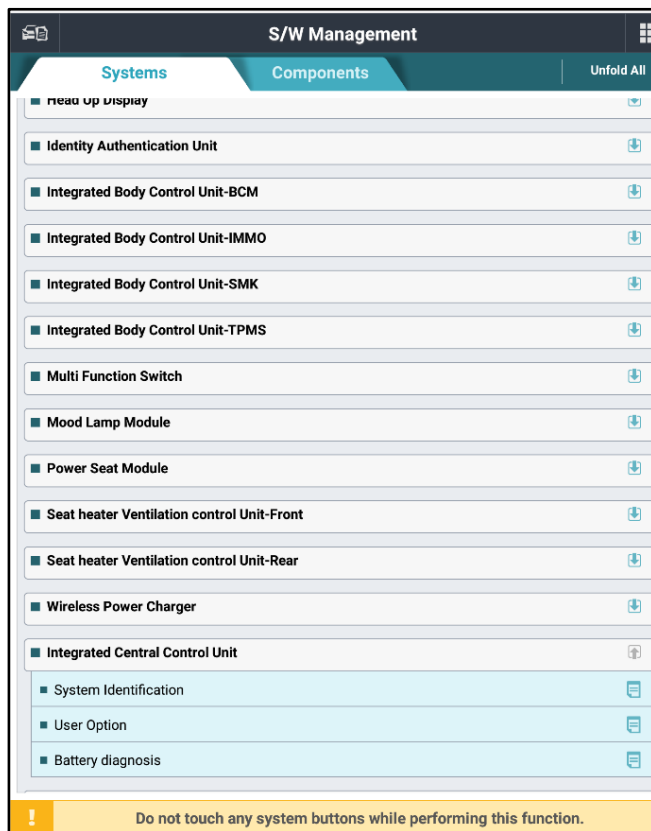 S/W Management
Systems
Components
Unfold All
Head Up Display
Identity Authentication Unit
Integrated Body Control Unit-BCM
Integrated Body Control Unit-IMMO
Integrated Body Control Unit-SMK
Integrated Body Control Unit-TPMS
Multi Function Switch
Mood Lamp Module
Power Seat Module
Seat heater Ventilation control Unit-Front
Seat heater Ventilation control Unit-Rear
Wireless Power Charger
Integrated Central Control Unit
System Identification
User Option
Battery diagnosis
Do not touch any system buttons while performing this function.